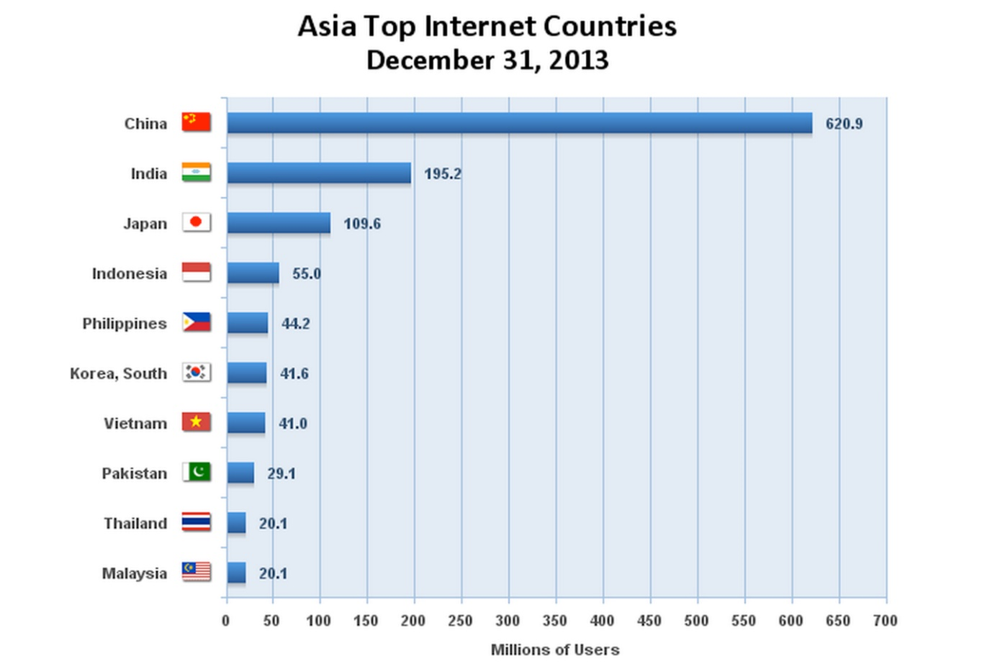 Asia Top Internet Countries
December 31, 2013
China 620.9
India 195.2
Japan 109.6
Indonesia 55.0
Philippines 44.2
Korea, South 41.6
Vietnam 41.0
Pakistan 29.1
Thailand 20.1
Malaysia 20.1
0 50 100 150 200 250 300 350 400 450 500 550 600 650 700
Millions of Users